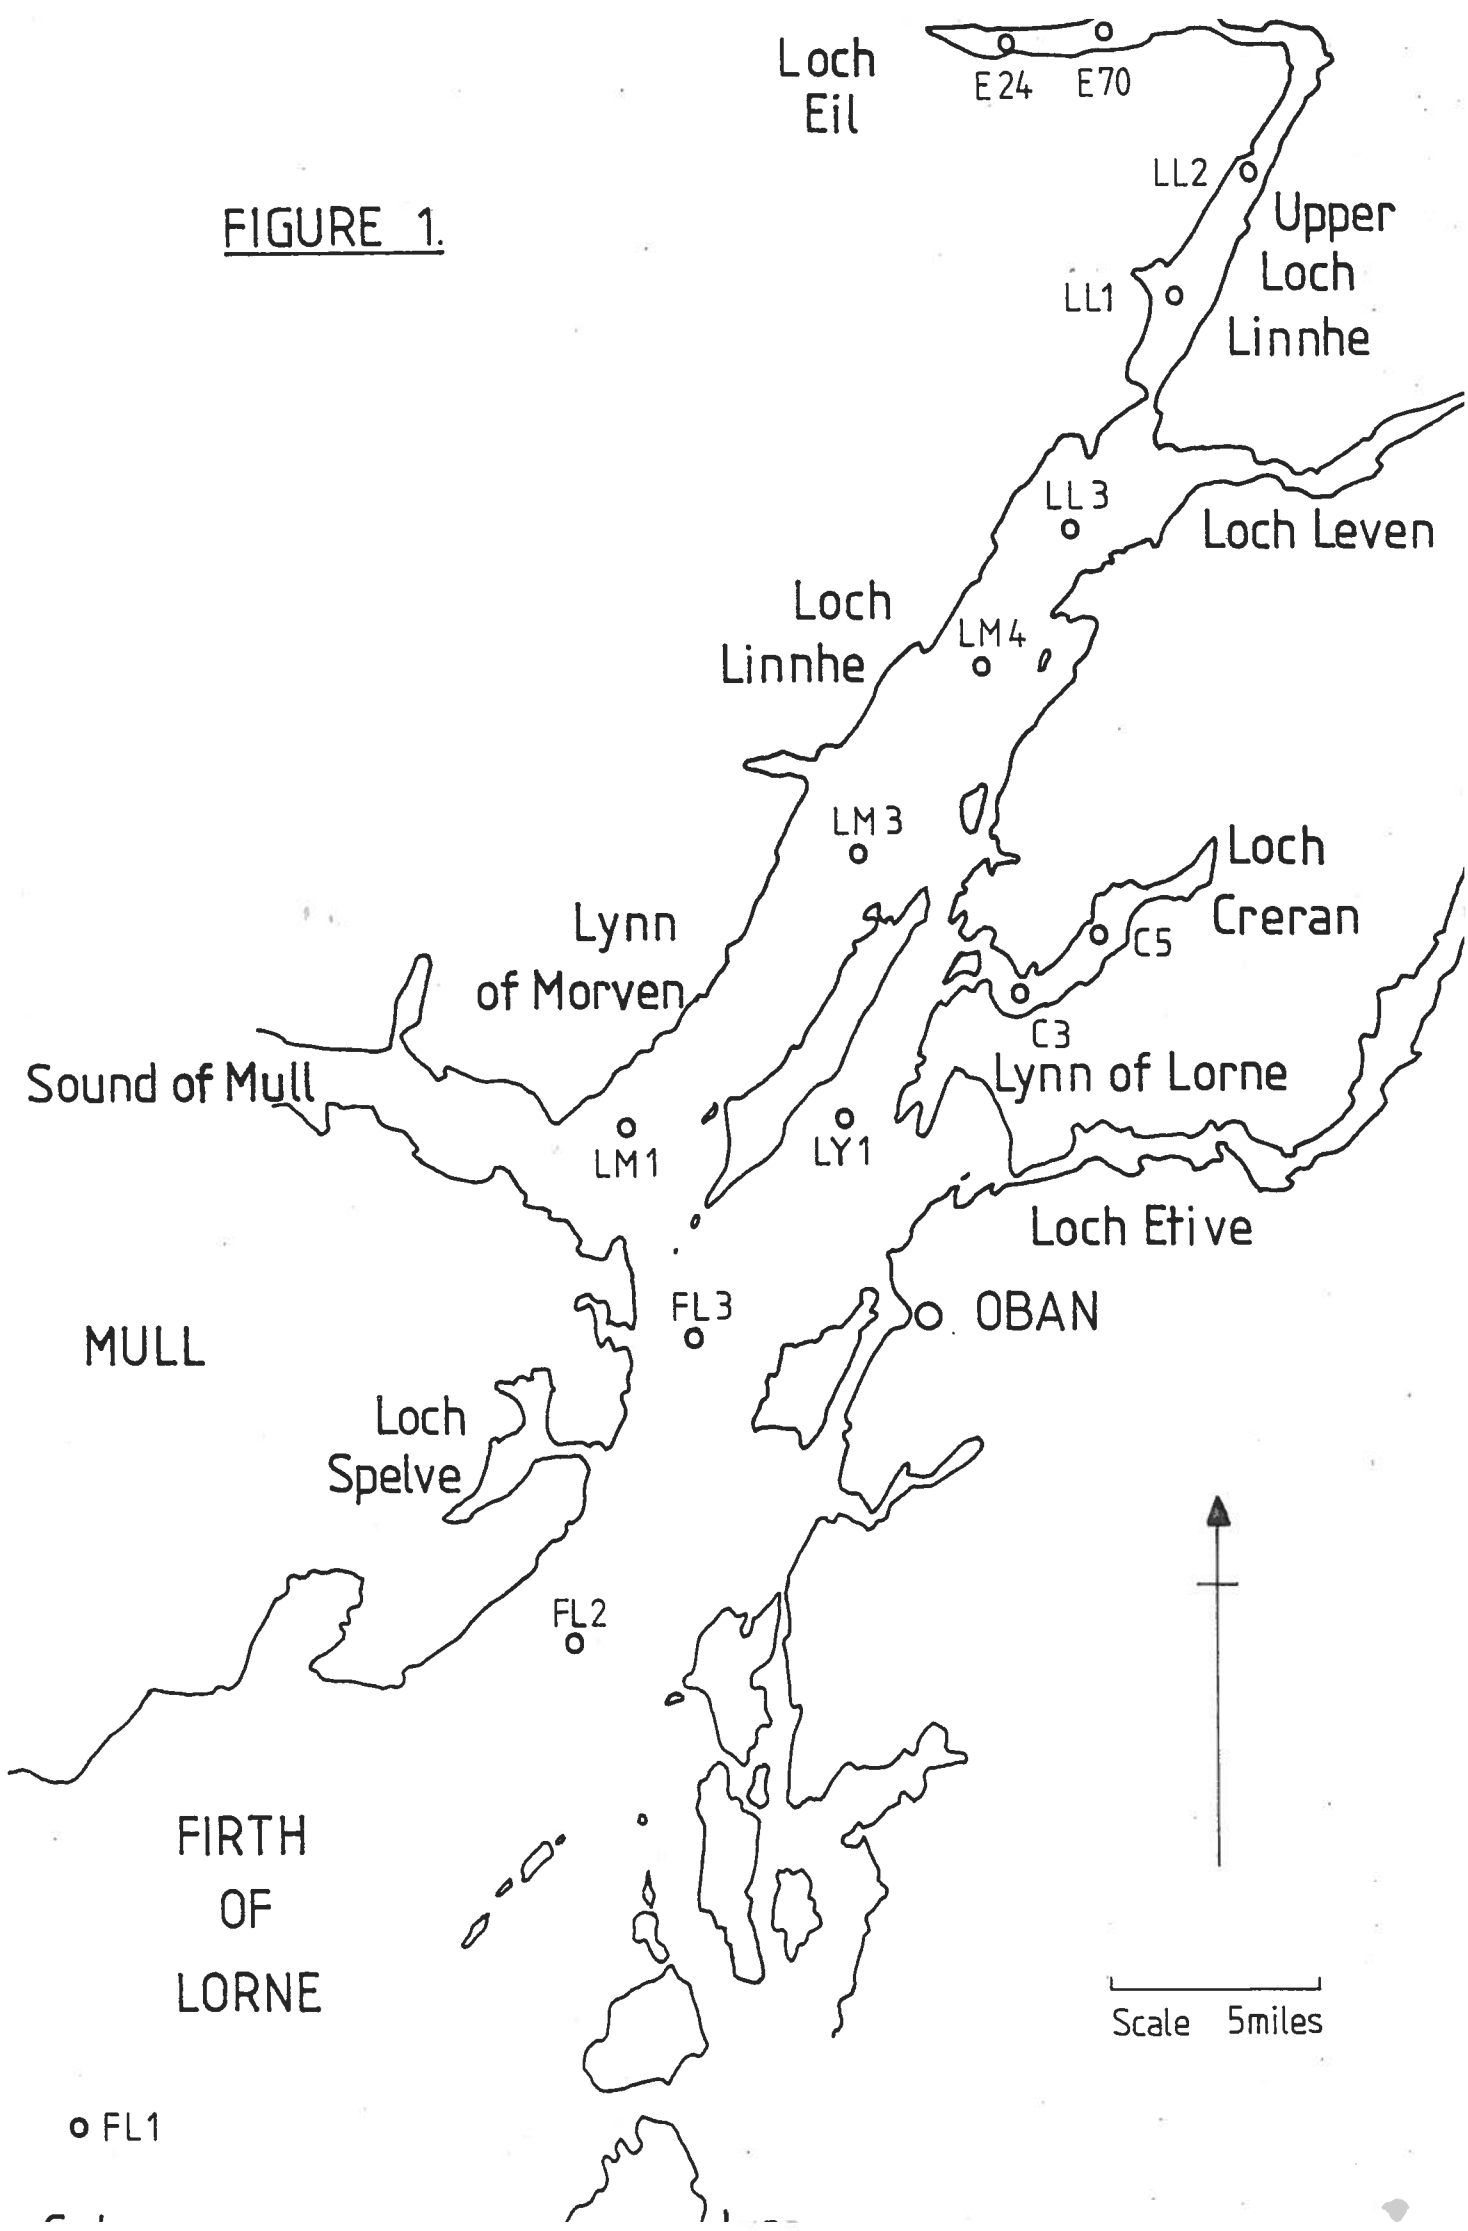 Loch
Eil
E24
E70
LL2
FIGURE 1.
Upper
Loch
Linnhe
LL1
LL3
Loch Leven
Loch
Linnhe
LM4
LM3
Loch
Creran
C5
Lynn
of Morven
C3
Sound of Mull
Lynn of Lorne
LM1
LY1
Loch Etive
FL3
OBAN
MULL
Loch
Spelve
FL2
FIRTH
OF
LORNE
Scale 5miles
FL1